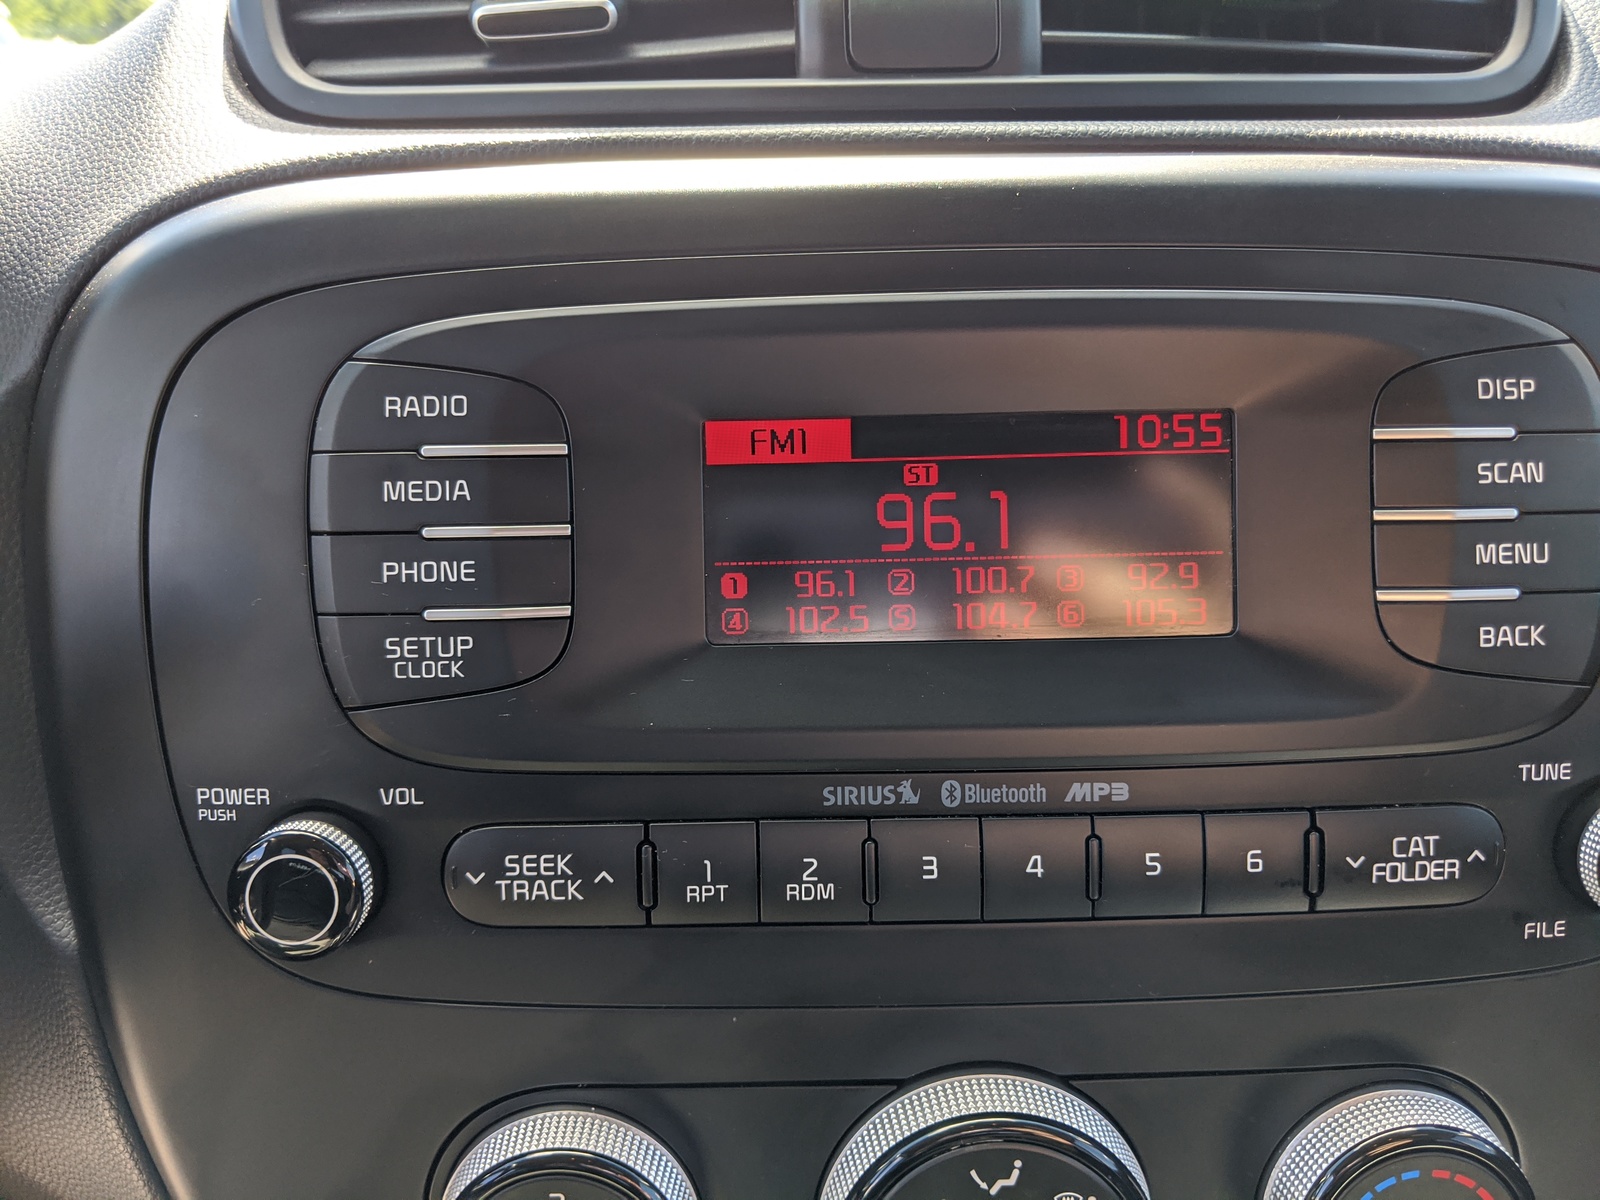 RADIO
MEDIA
PHONE
SETUP
CLOCK
FM1 10:55
ST
96.1
1 96.1 2 100.7 3 92.9
4 102.5 5 104.7 6 105.3
DISP
SCAN
MENU
BACK
POWER
PUSH
VOL
SIRIUS Bluetooth MP3
TUNE
SEEK
TRACK
1
RPT
2
RDM
3
4
5
6
CAT
FOLDER
FILE